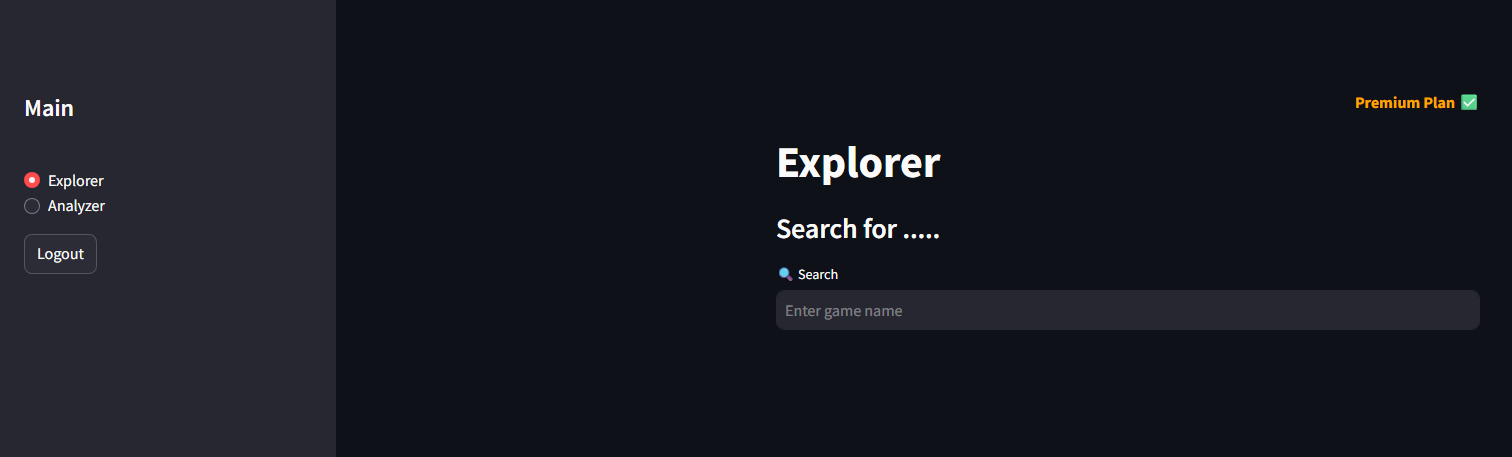 Main
Explorer
Analyzer
Logout
Premium Plan ✅
Explorer
Search for .....
🔍 Search
Enter game name